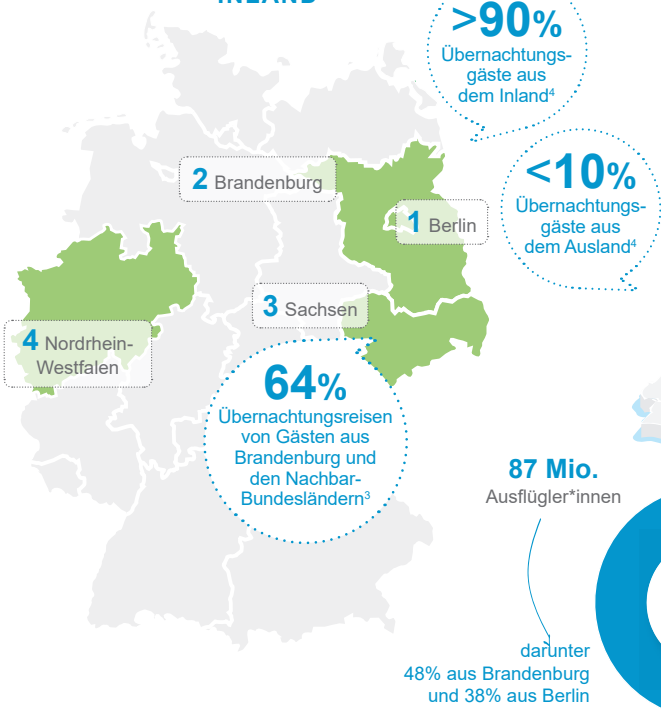 INLAND
>90%
Übernachtungs-
gäste aus
dem Inland⁴
<10%
Übernachtungs-
gäste aus
dem Ausland⁴
2 Brandenburg
1 Berlin
3 Sachsen
4 Nordrhein-
Westfalen
64%
Übernachtungsreisen
von Gästen aus
Brandenburg und
den Nachbar-
Bundesländern³
87 Mio.
Ausflügler*innen
darunter
48% aus Brandenburg
und 38% aus Berlin